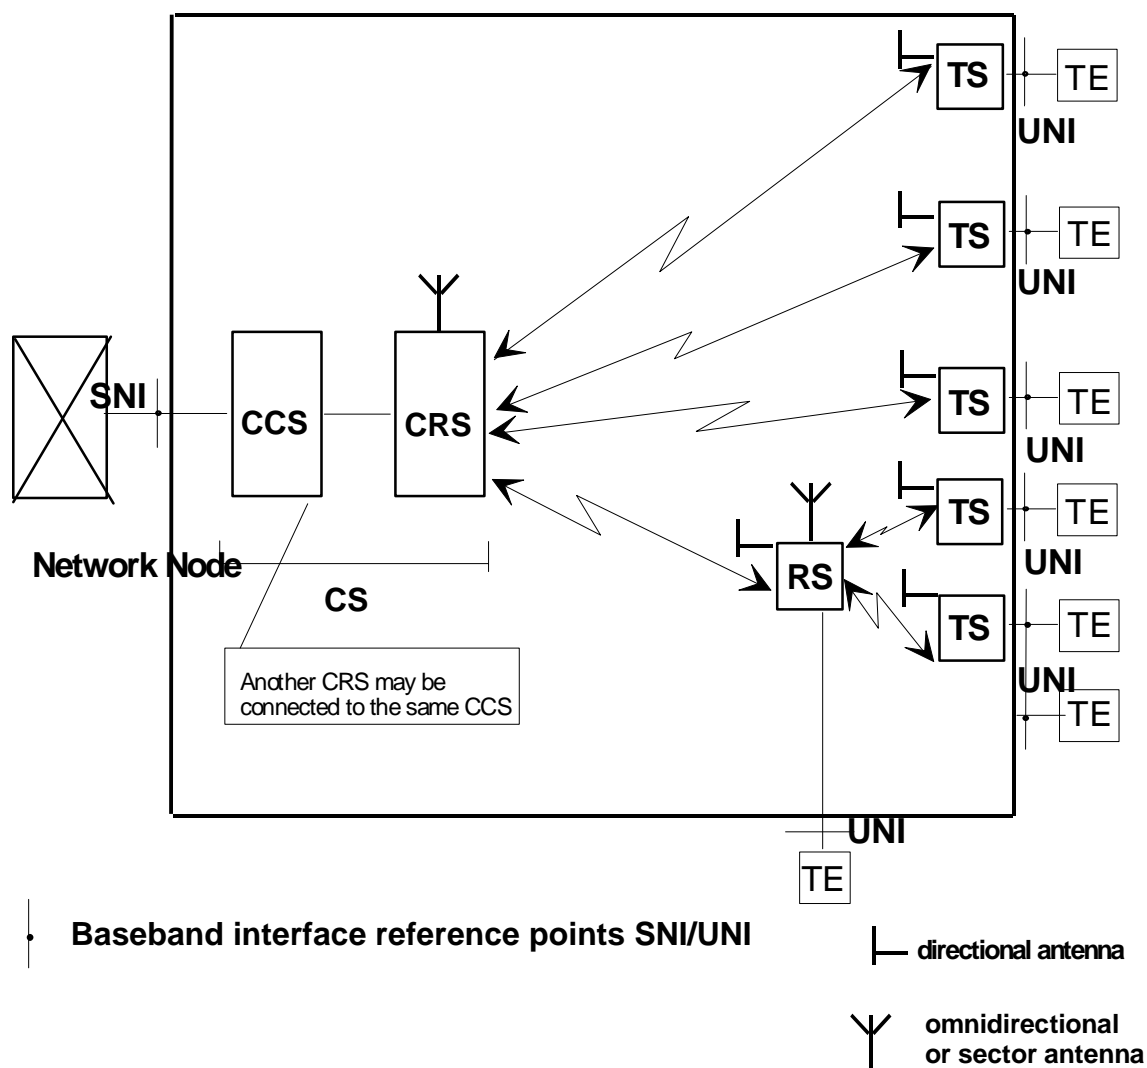 TS
TE
UNI
TS
TE
UNI
SNI
CCS
CRS
TS
TE
UNI
TS
TE
UNI
Network Node
CS
RS
TS
TE
UNI
Another CRS may be
connected to the same CCS
TE
UNI
TE
Baseband interface reference points SNI/UNI
directional antenna
omnidirectional
or sector antenna